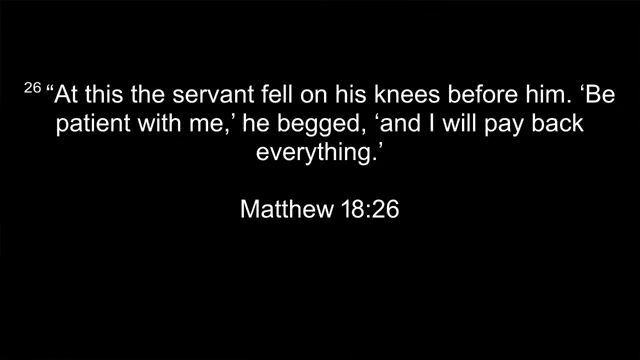 26 “At this the servant fell on his knees before him. ‘Be
patient with me,’ he begged, ‘and I will pay back
everything.’
Matthew 18:26